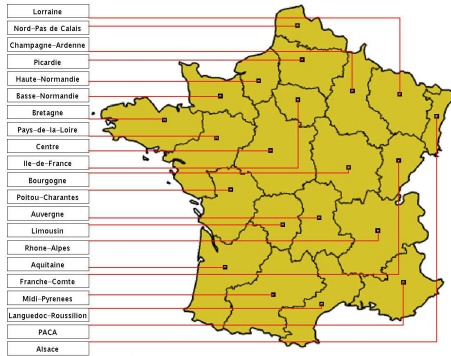 Lorraine
Nord-Pas de Calais
Champagne-Ardenne
Picardie
Haute-Normandie
Basse-Normandie
Bretagne
Pays-de-la-Loire
Centre
Ile-de-France
Bourgogne
Poitou-Charantes
Auvergne
Limousin
Rhone-Alpes
Aquitaine
Franche-Comte
Midi-Pyrenees
Languedoc-Roussillon
PACA
Alsace